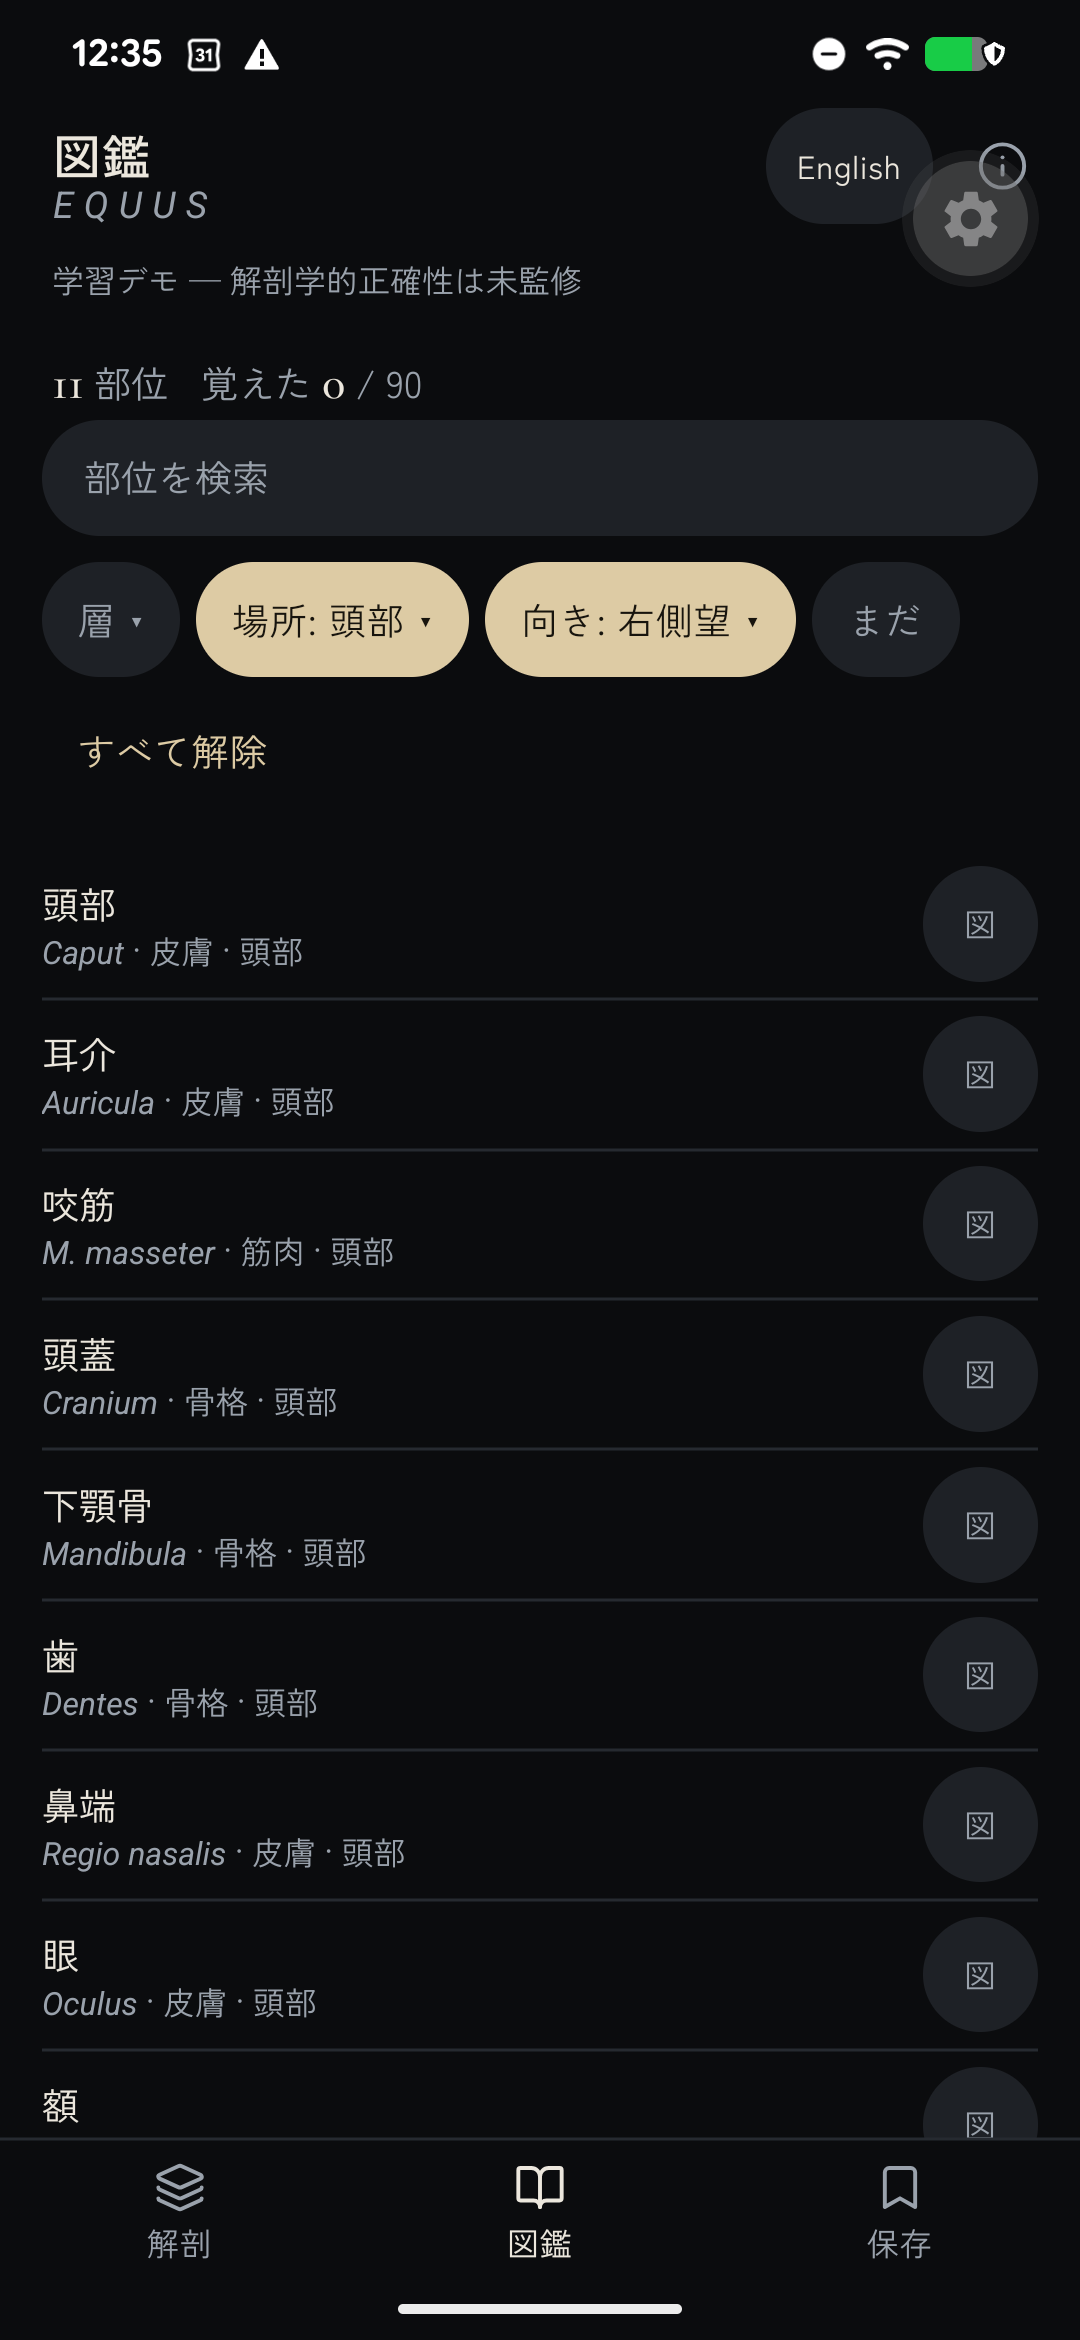 12:35 31
図鑑
English
EQUUS
学習デモ — 解剖学的正確性は未監修
11 部位 覚えた 0 / 90
部位を検索
層 ▾ 場所: 頭部 ▾ 向き: 右側望 ▾ まだ
すべて解除
頭部
Caput · 皮膚 · 頭部
図
耳介
Auricula · 皮膚 · 頭部
図
咬筋
M. masseter · 筋肉 · 頭部
図
頭蓋
Cranium · 骨格 · 頭部
図
下顎骨
Mandibula · 骨格 · 頭部
図
歯
Dentes · 骨格 · 頭部
図
鼻端
Regio nasalis · 皮膚 · 頭部
図
眼
Oculus · 皮膚 · 頭部
図
額
図
解剖 図鑑 保存